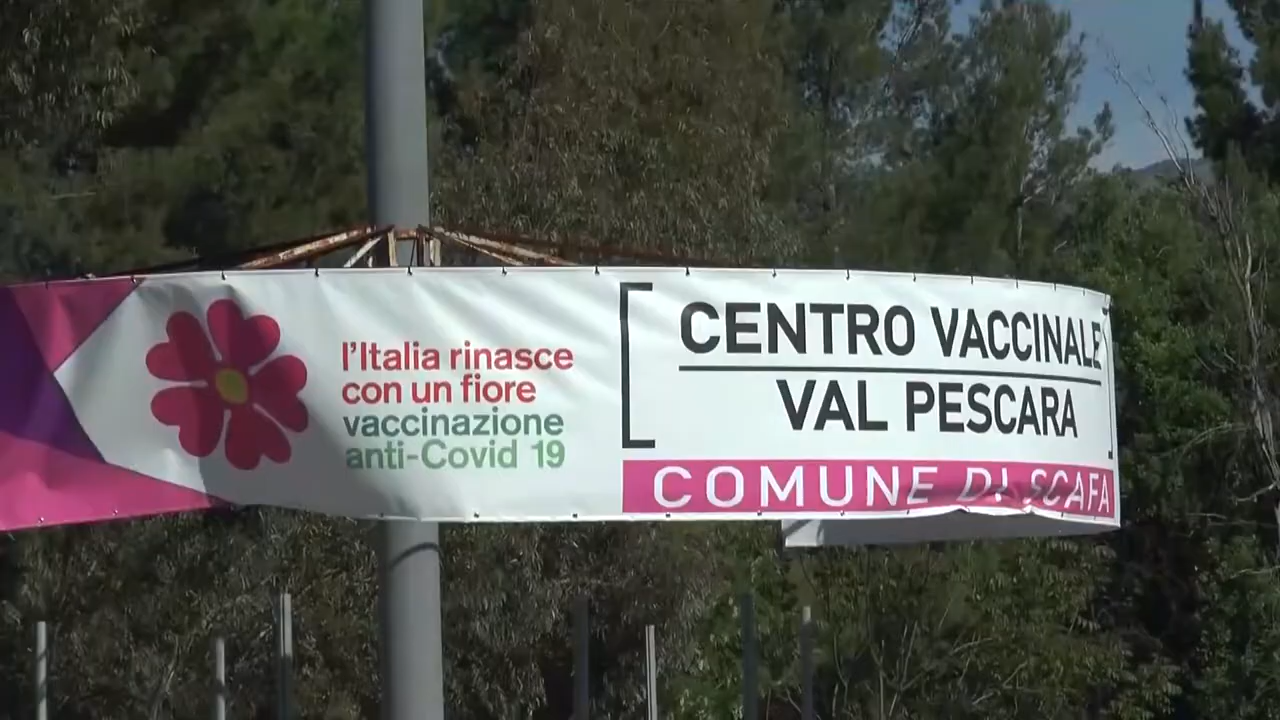 l'Italia rinasce
con un fiore
vaccinazione
anti-Covid 19
CENTRO VACCINALE
VAL PESCARA
COMUNE DI SCAFA